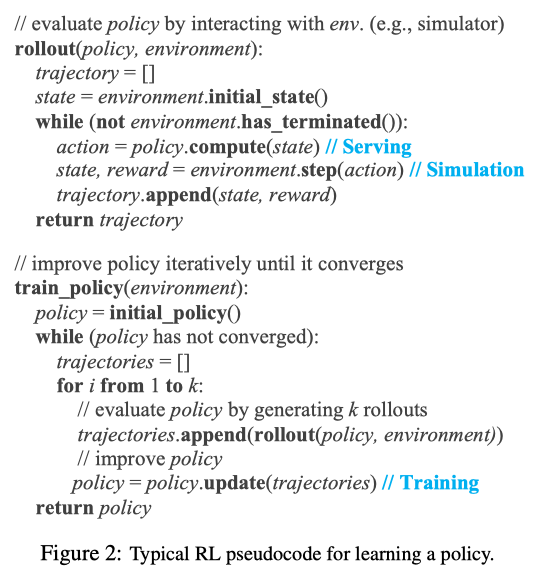 // evaluate policy by interacting with env. (e.g., simulator)
rollout(policy, environment):
trajectory = []
state = environment.initial_state()
while (not environment.has_terminated()):
action = policy.compute(state) // Serving
state, reward = environment.step(action) // Simulation
trajectory.append(state, reward)
return trajectory
// improve policy iteratively until it converges
train_policy(environment):
policy = initial_policy()
while (policy has not converged):
trajectories = []
for i from 1 to k:
// evaluate policy by generating k rollouts
trajectories.append(rollout(policy, environment))
// improve policy
policy = policy.update(trajectories) // Training
return policy
Figure 2: Typical RL pseudocode for learning a policy.